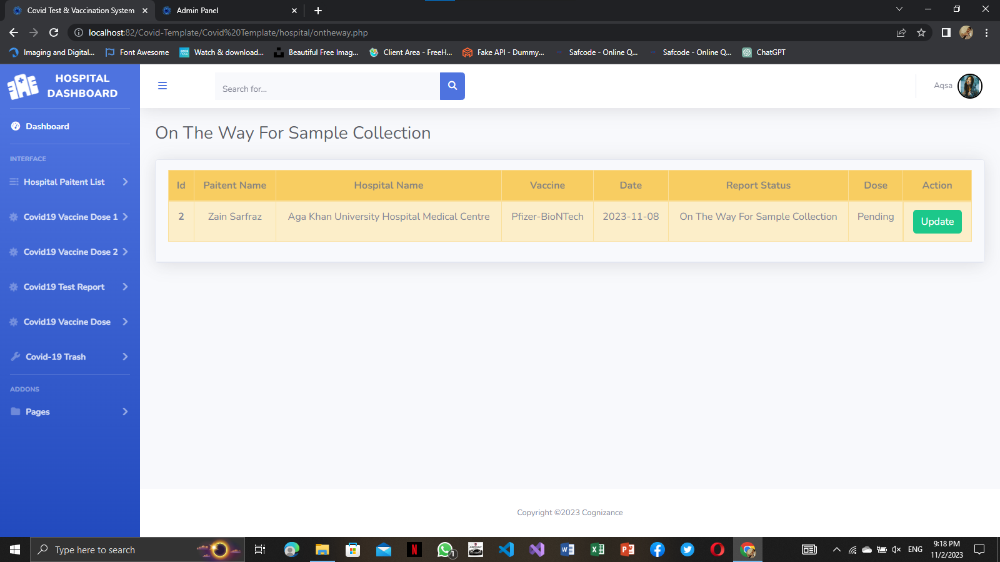 Covid Test & Vaccination System
Admin Panel
localhost:82/Covid-Template/Covid%20Template/hospital/ontheway.php
Imaging and Digital...
Font Awesome
Watch & download...
Beautiful Free Imag...
Client Area - FreeH...
Fake API - Dummy...
Safcode - Online Q...
Safcode - Online Q...
ChatGPT
HOSPITAL
DASHBOARD
Search for...
Aqsa
Dashboard
INTERFACE
Hospital Paitent List
Covid19 Vaccine Dose 1
Covid19 Vaccine Dose 2
Covid19 Test Report
Covid19 Vaccine Dose
Covid-19 Trash
ADDONS
Pages
On The Way For Sample Collection
Id Paitent Name Hospital Name Vaccine Date Report Status Dose Action
2 Zain Sarfraz Aga Khan University Hospital Medical Centre Pfizer-BioNTech 2023-11-08 On The Way For Sample Collection Pending Update
Copyright ©2023 Cognizance
Type here to search
1
ENG
9:18 PM
11/2/2023